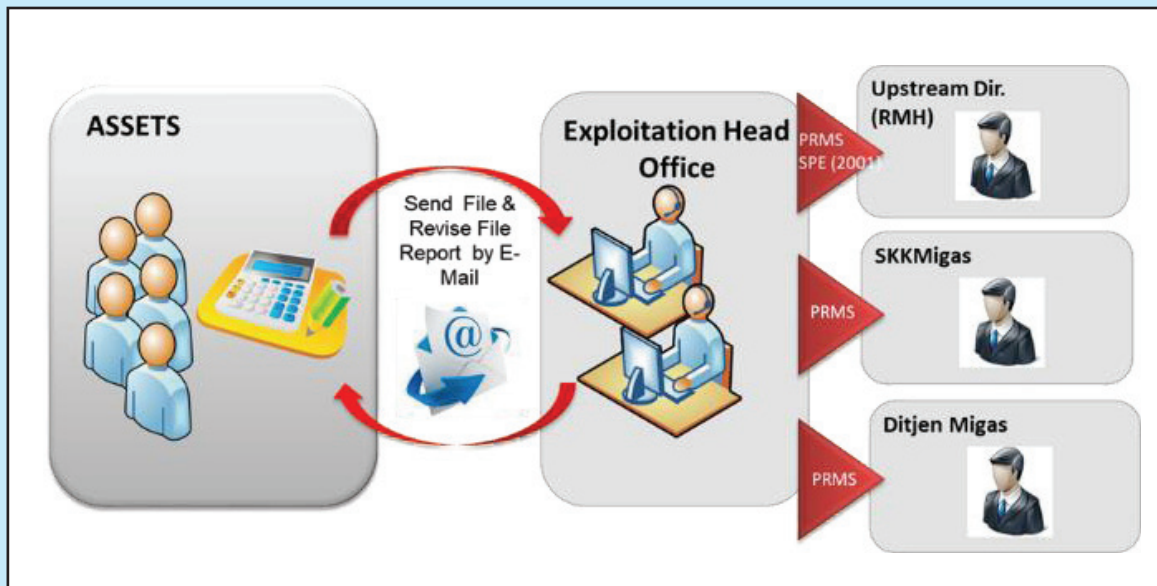 ASSETS
Send File &
Revise File
Report by E-
Mail
@
Exploitation Head
Office
PRMS
SPE (2001)
Upstream Dir.
(RMH)
PRMS
SKKMigas
PRMS
Ditjen Migas